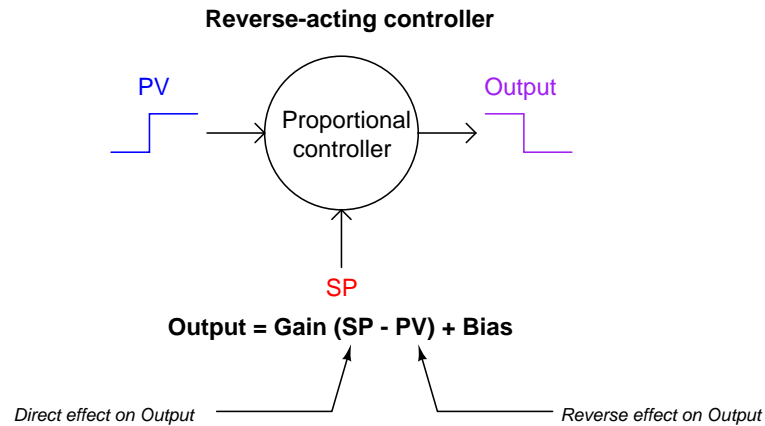 Reverse-acting controller
PV
Output
Proportional
controller
SP
Output = Gain (SP - PV) + Bias
Direct effect on Output
Reverse effect on Output